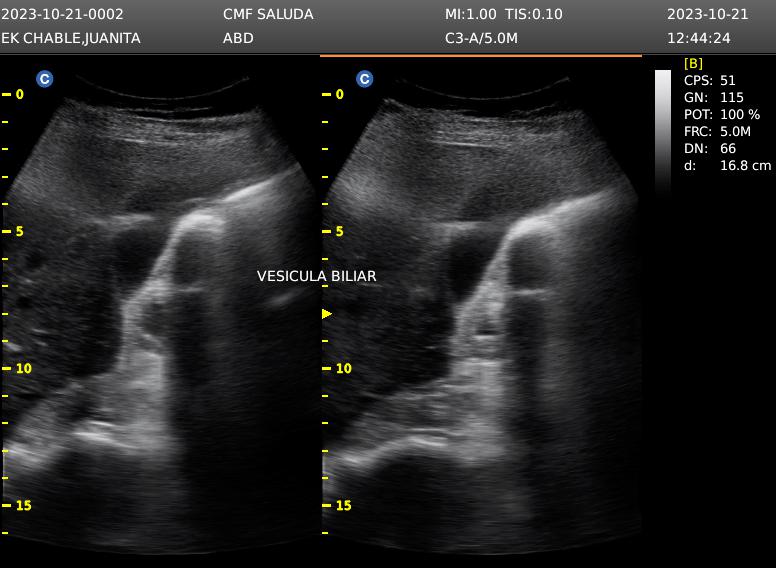 2023-10-21-0002 CMF SALUDA MI:1.00 TIS:0.10 2023-10-21
EK CHABLE,JUANITA ABD C3-A/5.0M 12:44:24
[B]
CPS: 51
GN: 115
POT: 100 %
FRC: 5.0M
DN: 66
d: 16.8 cm
C
C
0
0
5
5
VESICULA BILIAR
10
10
15
15